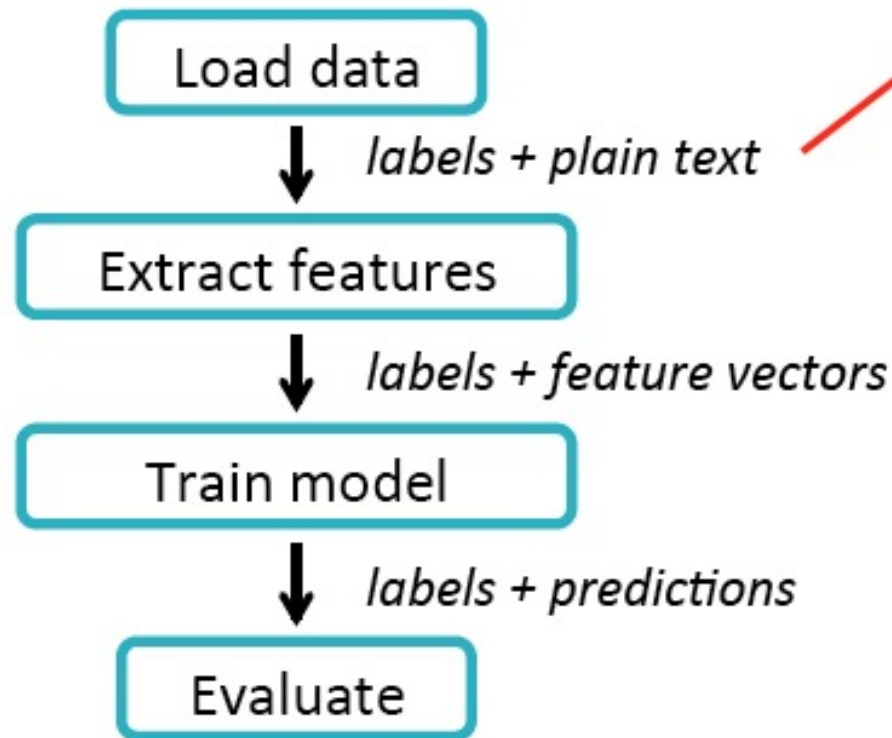 Load data
labels + plain text
Extract features
labels + feature vectors
Train model
labels + predictions
Evaluate